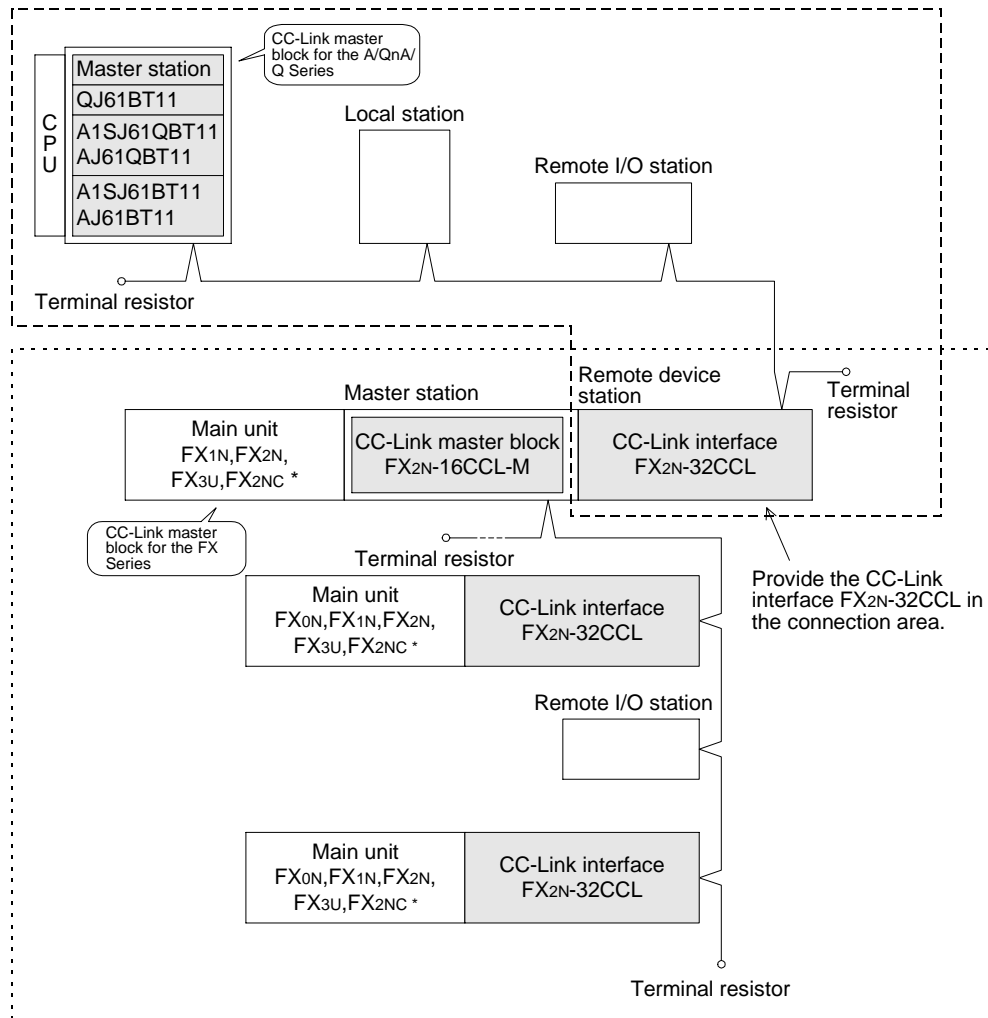 CC-Link master
block for the A/QnA/
Q Series
CPU
Master station
QJ61BT11
A1SJ61QBT11
AJ61QBT11
A1SJ61BT11
AJ61BT11
Local station
Remote I/O station
Terminal resistor
Master station
Remote device
station
Terminal
resistor
Main unit
FX1N,FX2N,
FX3U,FX2NC *
CC-Link master block
FX2N-16CCL-M
CC-Link interface
FX2N-32CCL
CC-Link master
block for the FX
Series
Terminal resistor
Provide the CC-Link
interface FX2N-32CCL in
the connection area.
Main unit
FX0N,FX1N,FX2N,
FX3U,FX2NC *
CC-Link interface
FX2N-32CCL
Remote I/O station
Main unit
FX0N,FX1N,FX2N,
FX3U,FX2NC *
CC-Link interface
FX2N-32CCL
Terminal resistor